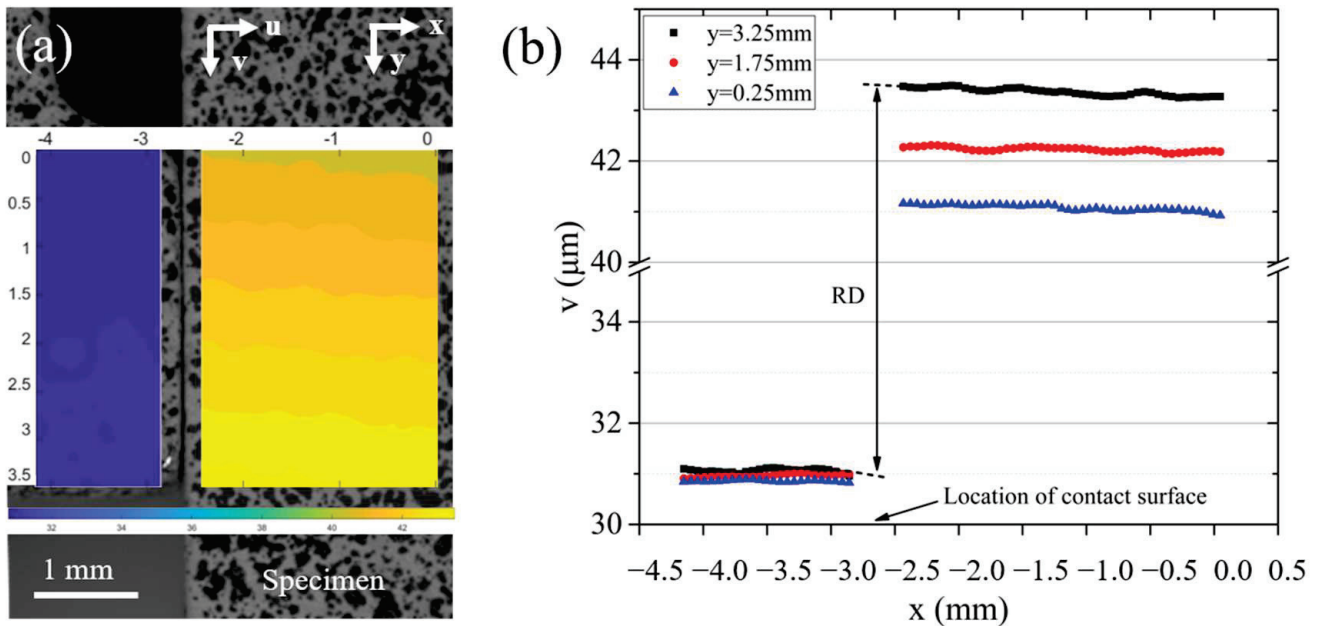 (a)
u
v
x
y
-4 -3 -2 -1 0
0
0.5
1
1.5
2
2.5
3
3.5
32 34 36 38 40 42
1 mm
Specimen
(b)
y=3.25mm
y=1.75mm
y=0.25mm
44
42
40
34
32
30
v (μm)
RD
Location of contact surface
−4.5 −4.0 −3.5 −3.0 −2.5 −2.0 −1.5 −1.0 −0.5 0.0 0.5
x (mm)